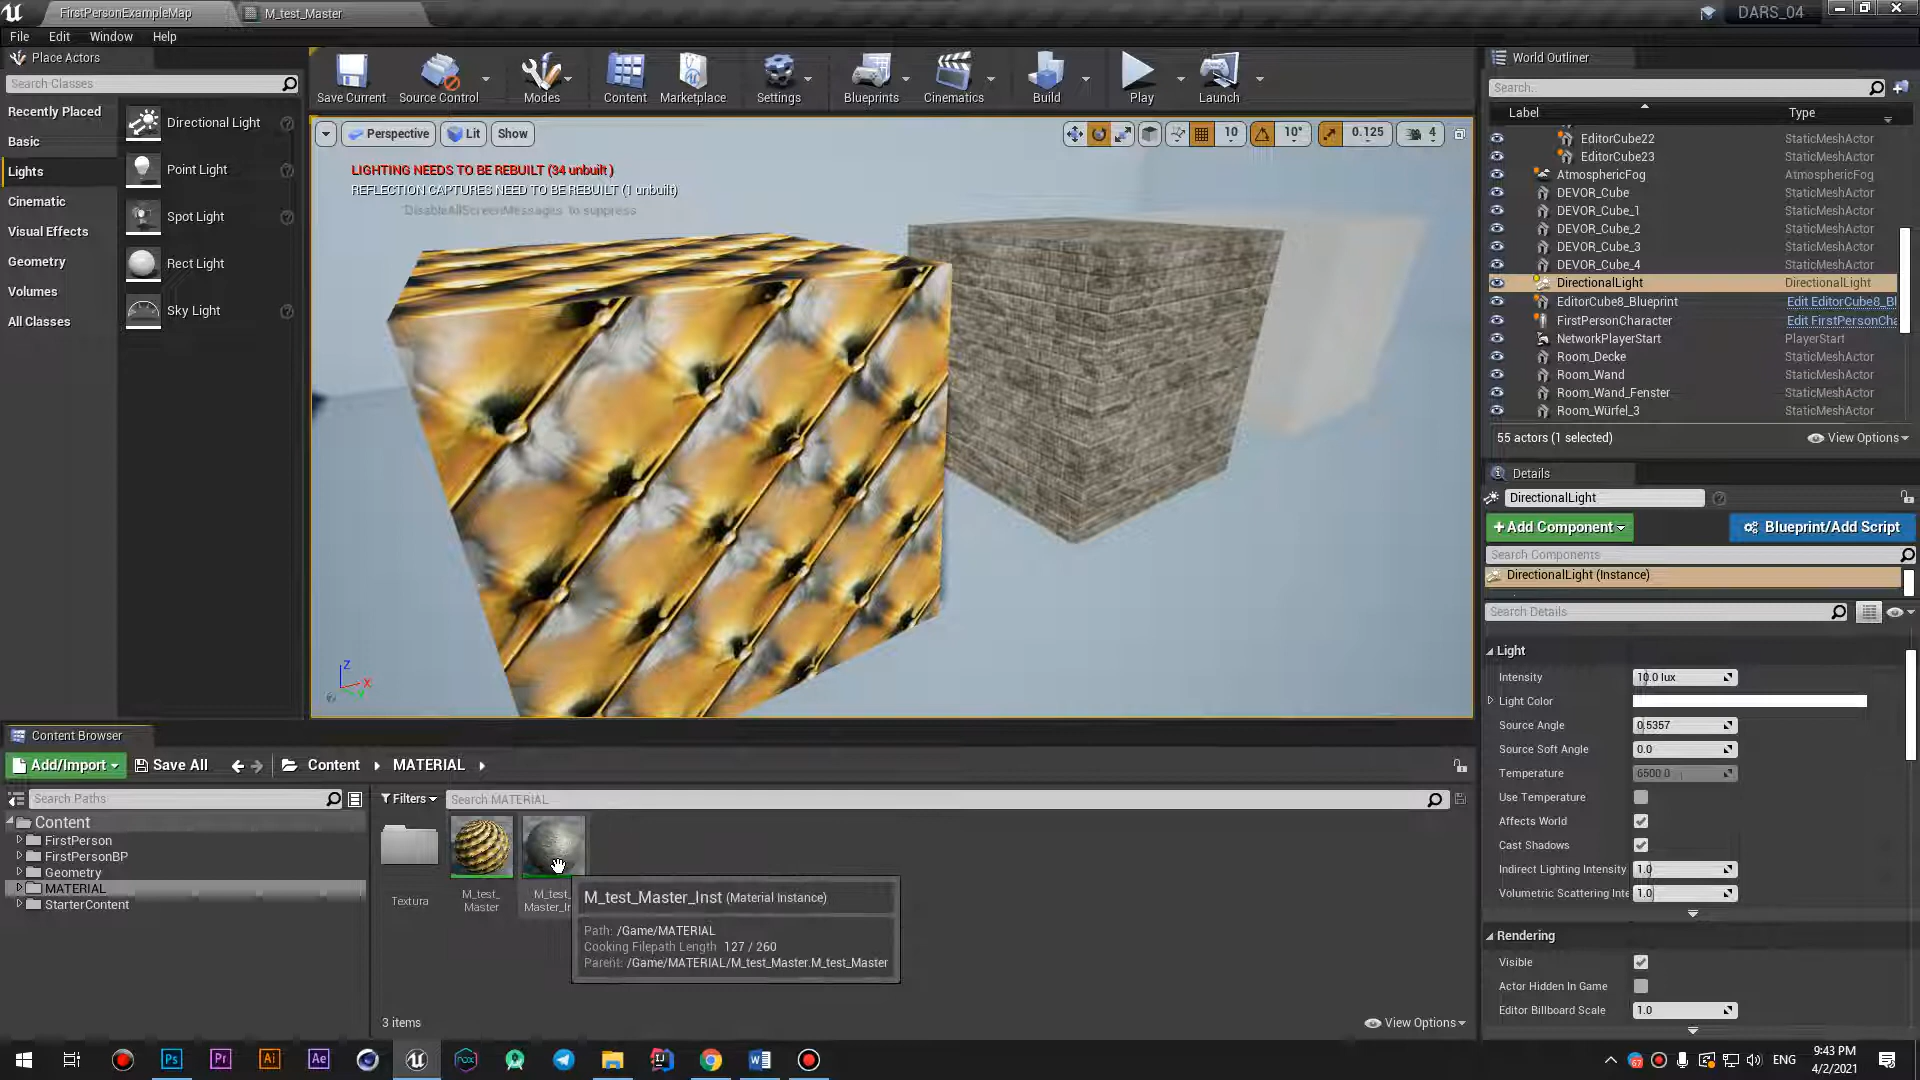 FirstPersonExampleMap
M_test_Master
DARS_04
File Edit Window Help
Place Actors
Search Classes
Recently Placed
Basic
Lights
Cinematic
Visual Effects
Geometry
Volumes
All Classes
Directional Light
Point Light
Spot Light
Rect Light
Sky Light
Save Current
Source Control
Modes
Content
Marketplace
Settings
Blueprints
Cinematics
Build
Play
Launch
Perspective Lit Show
10 10° 0.125 4
LIGHTING NEEDS TO BE REBUILT (34 unbuilt )
REFLECTION CAPTURES NEED TO BE REBUILT (1 unbuilt)
'DisableAllScreenMessages' to suppress
Z
X
Y
World Outliner
Search...
Label Type
EditorCube22 StaticMeshActor
EditorCube23 StaticMeshActor
AtmosphericFog AtmosphericFog
DEVOR_Cube StaticMeshActor
DEVOR_Cube_1 StaticMeshActor
DEVOR_Cube_2 StaticMeshActor
DEVOR_Cube_3 StaticMeshActor
DEVOR_Cube_4 StaticMeshActor
DirectionalLight DirectionalLight
EditorCube8_Blueprint Edit EditorCube8_Bl
FirstPersonCharacter Edit FirstPersonCha
NetworkPlayerStart PlayerStart
Room_Decke StaticMeshActor
Room_Wand StaticMeshActor
Room_Wand_Fenster StaticMeshActor
Room_Würfel_3 StaticMeshActor
55 actors (1 selected) View Options
Details
DirectionalLight
+Add Component Blueprint/Add Script
Search Components
DirectionalLight (Instance)
Search Details
Light
Intensity 10.0 lux
Light Color
Source Angle 0.5357
Source Soft Angle 0.0
Temperature 6500.0
Use Temperature
Affects World
Cast Shadows
Indirect Lighting Intensity 1.0
Volumetric Scattering Inte 1.0
Rendering
Visible
Actor Hidden In Game
Editor Billboard Scale 1.0
Content Browser
Add/Import Save All Content MATERIAL
Search Paths
Filters Search MATERIAL
Content
FirstPerson
FirstPersonBP
Geometry
MATERIAL
StarterContent
Textura
M_test_
Master
M_test_
Master_In
M_test_Master_Inst (Material Instance)
Path: /Game/MATERIAL
Cooking Filepath Length 127 / 260
Parent: /Game/MATERIAL/M_test_Master.M_test_Master
3 items View Options
Ps Pr Ai Ae
ENG
9:43 PM
4/2/2021